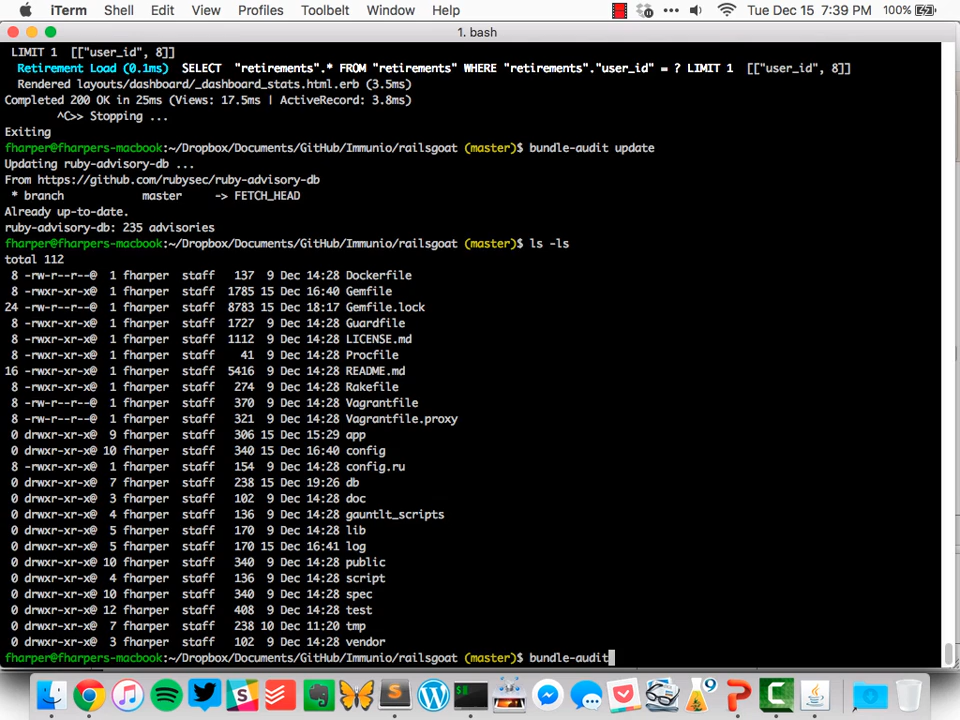 iTerm Shell Edit View Profiles Toolbelt Window Help Tue Dec 15 7:39 PM 100%
1. bash
LIMIT 1 [["user_id", 8]]
Retirement Load (0.1ms) SELECT "retirements".* FROM "retirements" WHERE "retirements"."user_id" = ? LIMIT 1 [["user_id", 8]]
Rendered layouts/dashboard/_dashboard_stats.html.erb (3.5ms)
Completed 200 OK in 25ms (Views: 17.5ms | ActiveRecord: 3.8ms)
^C>> Stopping ...
Exiting
fharper@fharpers-macbook:~/Dropbox/Documents/GitHub/Immunio/railsgoat (master)$ bundle-audit update
Updating ruby-advisory-db ...
From https://github.com/rubysec/ruby-advisory-db
* branch master -> FETCH_HEAD
Already up-to-date.
ruby-advisory-db: 235 advisories
fharper@fharpers-macbook:~/Dropbox/Documents/GitHub/Immunio/railsgoat (master)$ ls -ls
total 112
8 -rw-r--r--@ 1 fharper staff 137 9 Dec 14:28 Dockerfile
8 -rwxr-xr-x@ 1 fharper staff 1785 15 Dec 16:40 Gemfile
24 -rwxr-xr-x@ 1 fharper staff 8783 15 Dec 18:17 Gemfile.lock
8 -rwxr-xr-x@ 1 fharper staff 1727 9 Dec 14:28 Guardfile
8 -rwxr-xr-x@ 1 fharper staff 1112 9 Dec 14:28 LICENSE.md
8 -rwxr-xr-x@ 1 fharper staff 41 9 Dec 14:28 Procfile
16 -rwxr-xr-x@ 1 fharper staff 5416 9 Dec 14:28 README.md
8 -rwxr-xr-x@ 1 fharper staff 274 9 Dec 14:28 Rakefile
8 -rwxr-xr-x@ 1 fharper staff 370 9 Dec 14:28 Vagrantfile
8 -rwxr-xr-x@ 1 fharper staff 321 9 Dec 14:28 Vagrantfile.proxy
0 drwxr-xr-x@ 9 fharper staff 306 15 Dec 15:29 app
0 drwxr-xr-x@ 10 fharper staff 340 15 Dec 16:40 config
8 -rwxr-xr-x@ 1 fharper staff 154 9 Dec 14:28 config.ru
0 drwxr-xr-x@ 7 fharper staff 238 15 Dec 19:26 db
0 drwxr-xr-x@ 3 fharper staff 102 9 Dec 14:28 doc
0 drwxr-xr-x@ 4 fharper staff 136 9 Dec 14:28 gauntlt_scripts
0 drwxr-xr-x@ 5 fharper staff 170 9 Dec 14:28 lib
0 drwxr-xr-x@ 5 fharper staff 170 15 Dec 16:41 log
0 drwxr-xr-x@ 10 fharper staff 340 9 Dec 14:28 public
0 drwxr-xr-x@ 4 fharper staff 136 9 Dec 14:28 script
0 drwxr-xr-x@ 10 fharper staff 340 9 Dec 14:28 spec
0 drwxr-xr-x@ 12 fharper staff 408 9 Dec 14:28 test
0 drwxr-xr-x@ 7 fharper staff 238 10 Dec 11:20 tmp
0 drwxr-xr-x@ 3 fharper staff 102 9 Dec 14:28 vendor
fharper@fharpers-macbook:~/Dropbox/Documents/GitHub/Immunio/railsgoat (master)$ bundle-audit
9